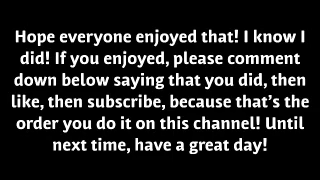 Hope everyone enjoyed that! I know I
did! If you enjoyed, please comment
down below saying that you did, then
like, then subscribe, because that’s the
order you do it on this channel! Until
next time, have a great day!